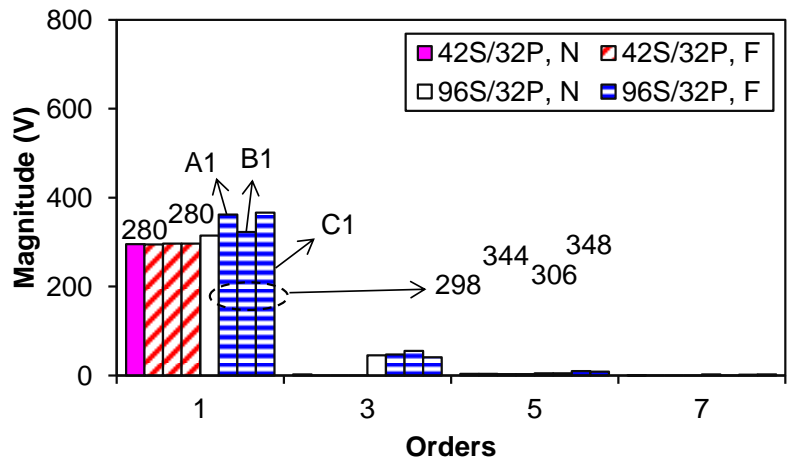 800
42S/32P, N 42S/32P, F
96S/32P, N 96S/32P, F
600
Magnitude (V)
400
A1 B1
280 280
C1
348
344
306
298
200
0
1 3 5 7
Orders